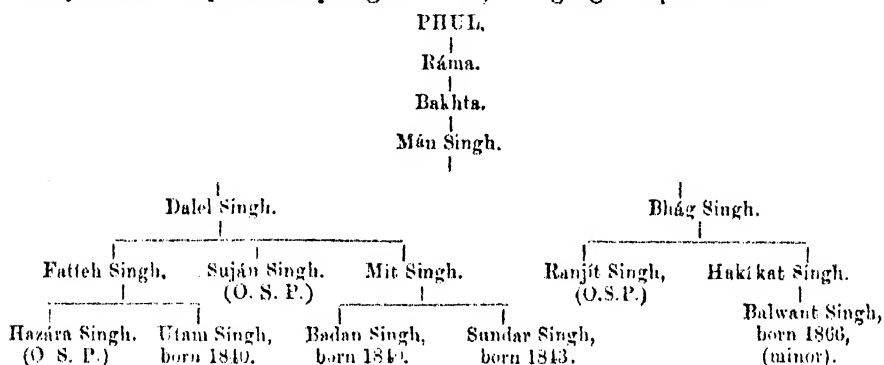 PHUL.
Ráma.
Bakhta.
Mán Singh.
Dalel Singh. Bhág Singh.
Fatteh Singh. Suján Singh. Mit Singh. Ranjít Singh, Hakíkat Singh.
(O. S. P.) (O.S.P.)
Balwant Singh,
Hazára Singh. Utam Singh, Badan Singh, Sundar Singh, born 1866,
(O S. P.) born 1840. born born 1843. (minor).